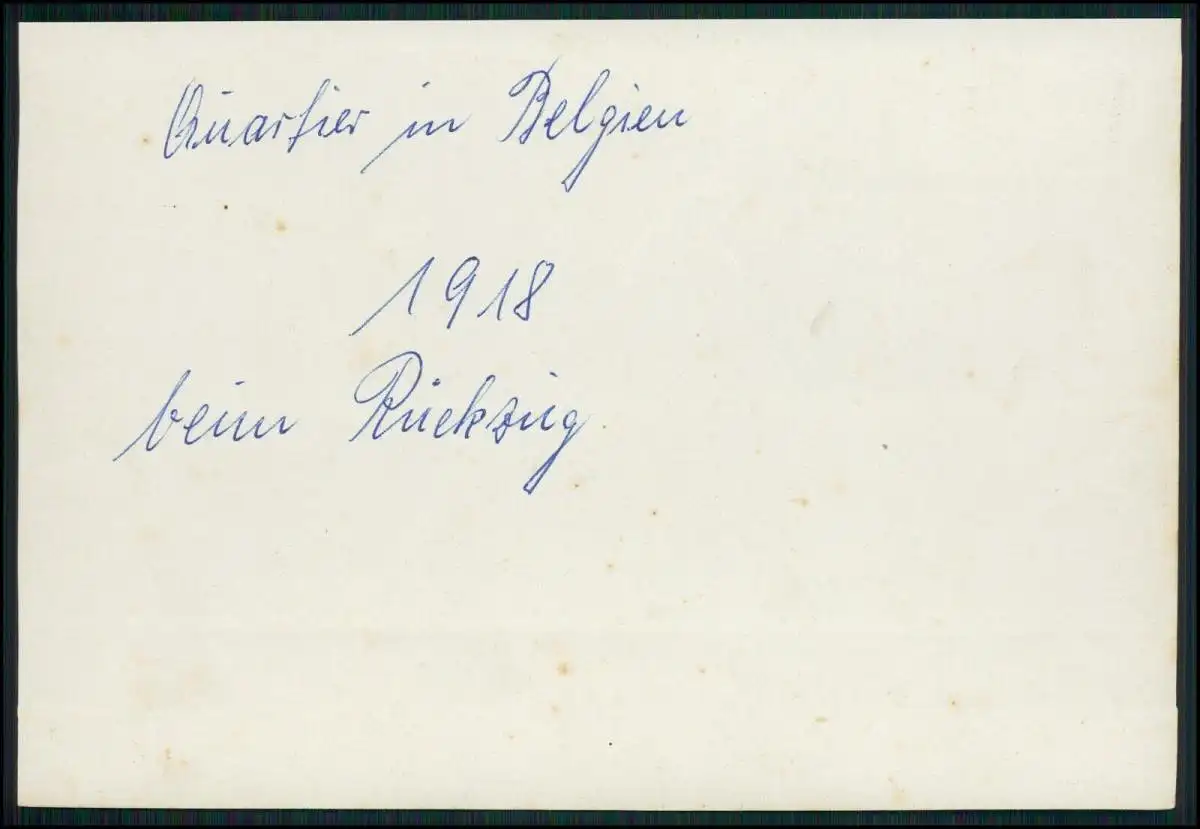 Quartier in Belgien
1918
beim Rückzug